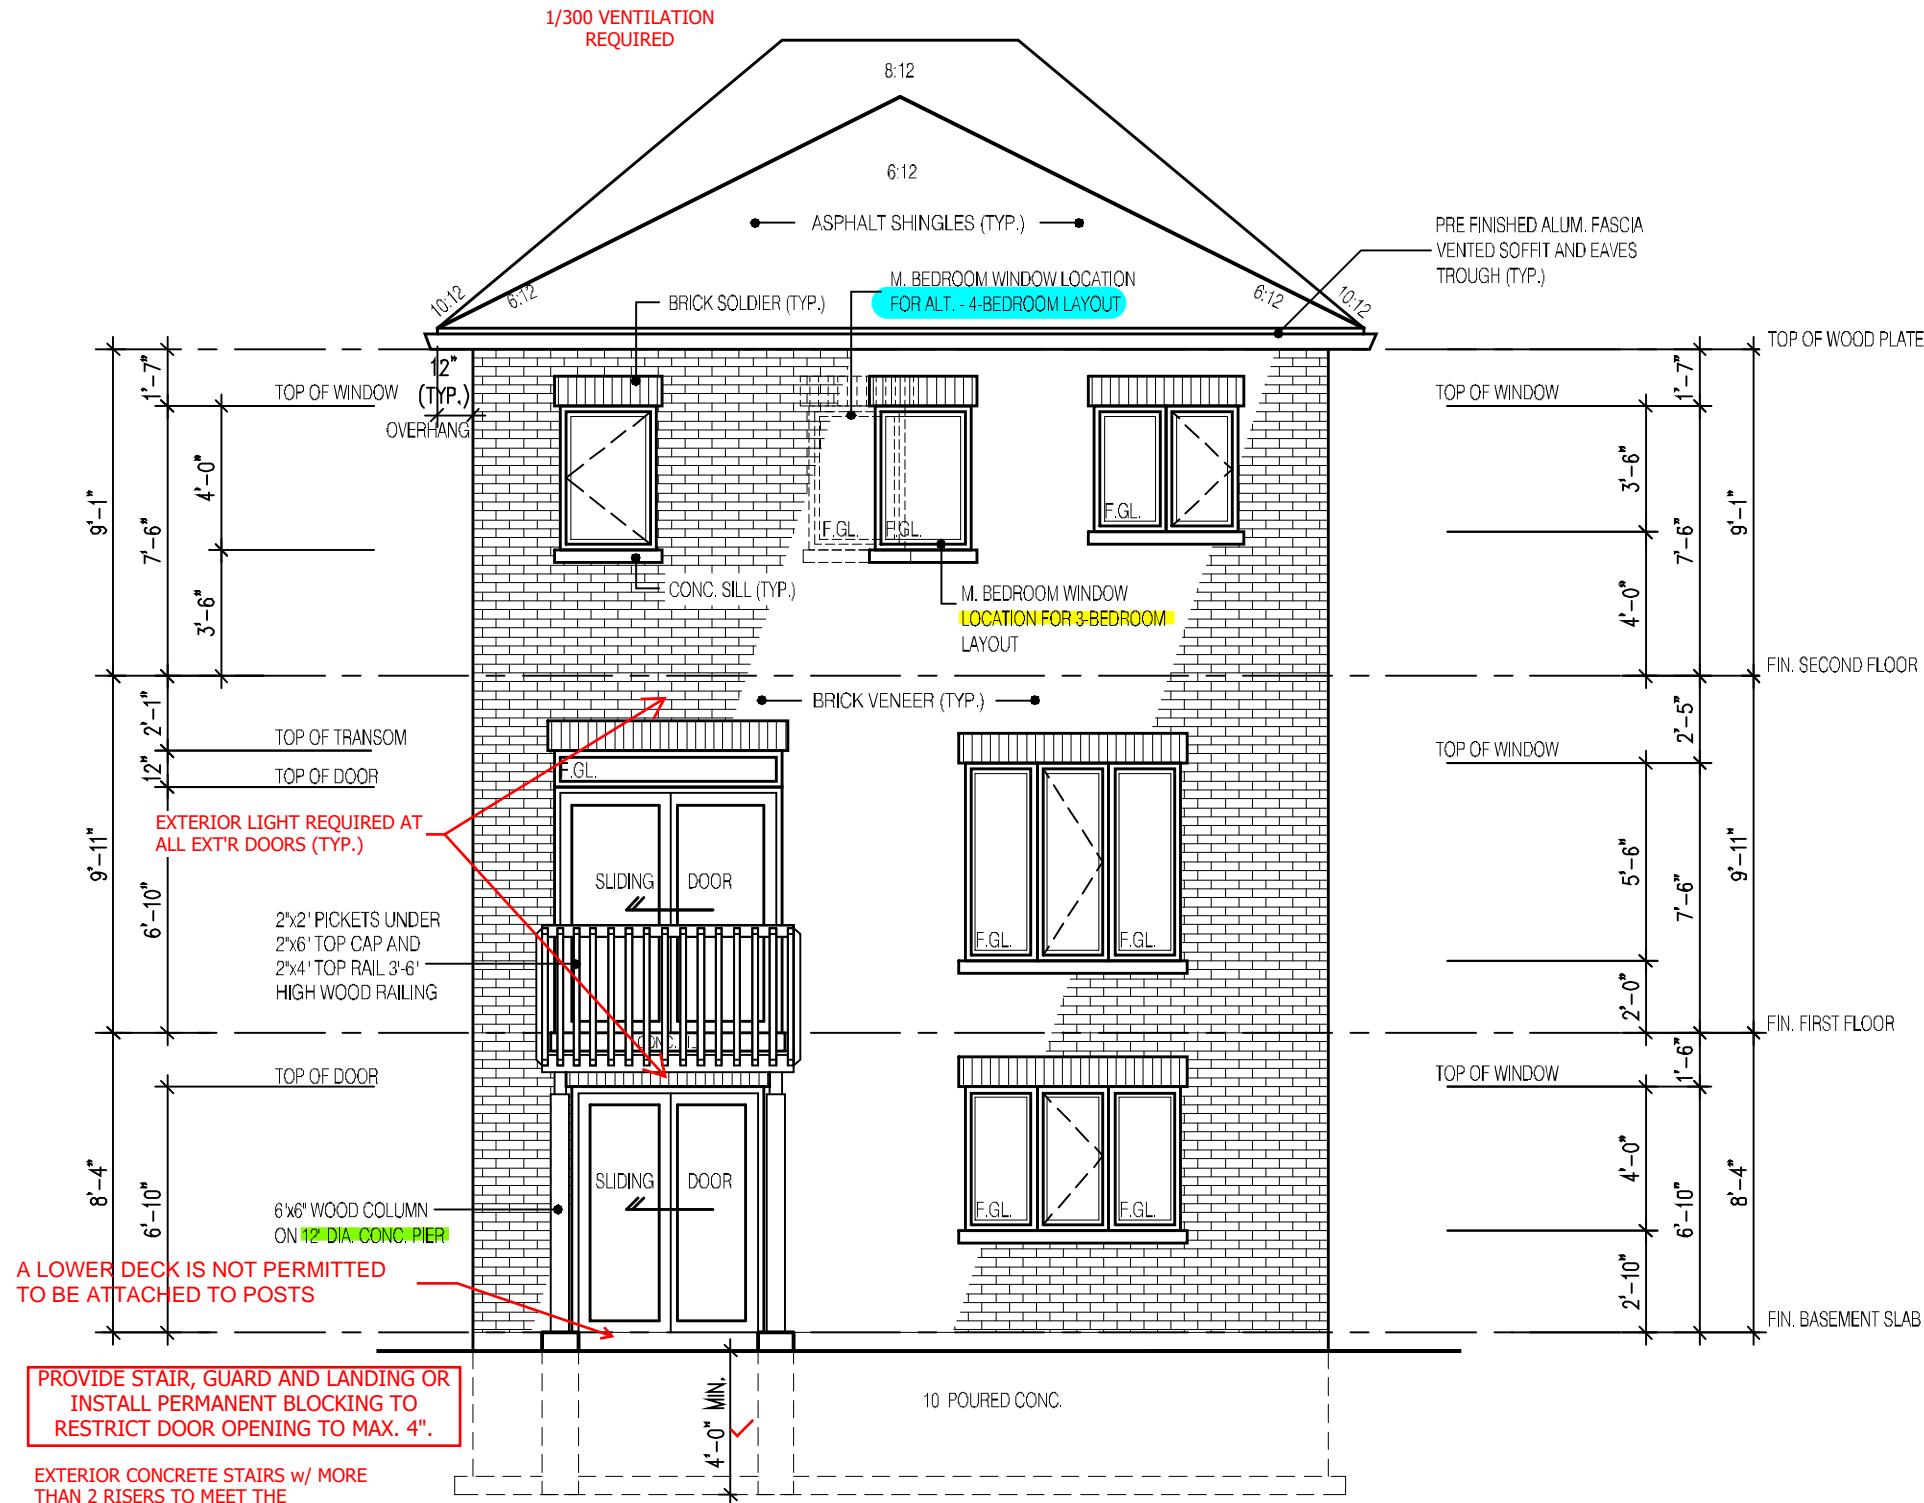 1/300 VENTILATION
REQUIRED
8:12
6:12
ASPHALT SHINGLES (TYP.)
PRE FINISHED ALUM. FASCIA
VENTED SOFFIT AND EAVES
TROUGH (TYP.)
M. BEDROOM WINDOW LOCATION
FOR ALT. - 4-BEDROOM LAYOUT
BRICK SOLDIER (TYP.)
10:12
6:12
6:12
10:12
TOP OF WOOD PLATE
12"
(TYP.)
OVERHANG
TOP OF WINDOW
TOP OF WINDOW
1'-7"
1'-7"
4'-0"
3'-6"
9'-1"
7'-6"
3'-6"
4'-0"
7'-6"
9'-1"
F.GL.
F.GL.
F.GL.
CONC. SILL (TYP.)
M. BEDROOM WINDOW
LOCATION FOR 3-BEDROOM
LAYOUT
FIN. SECOND FLOOR
BRICK VENEER (TYP.)
2'-1"
2'-5"
TOP OF TRANSOM
TOP OF WINDOW
12"
TOP OF DOOR
F.GL.
EXTERIOR LIGHT REQUIRED AT
ALL EXT'R DOORS (TYP.)
9'-11"
6'-10"
5'-6"
7'-6"
9'-11"
SLIDING DOOR
2"x2' PICKETS UNDER
2"x6' TOP CAP AND
2"x4' TOP RAIL 3'-6'
HIGH WOOD RAILING
F.GL.
F.GL.
2'-0"
FIN. FIRST FLOOR
TOP OF DOOR
TOP OF WINDOW
1'-6"
8'-4"
6'-10"
4'-0"
6'-10"
8'-4"
SLIDING DOOR
6'x6" WOOD COLUMN
ON 12' DIA. CONC. PIER
F.GL.
F.GL.
2'-10"
A LOWER DECK IS NOT PERMITTED
TO BE ATTACHED TO POSTS
FIN. BASEMENT SLAB
PROVIDE STAIR, GUARD AND LANDING OR
INSTALL PERMANENT BLOCKING TO
RESTRICT DOOR OPENING TO MAX. 4".
4'-0" MIN.
10 POURED CONC.
EXTERIOR CONCRETE STAIRS w/ MORE
THAN 2 RISERS TO MEET THE